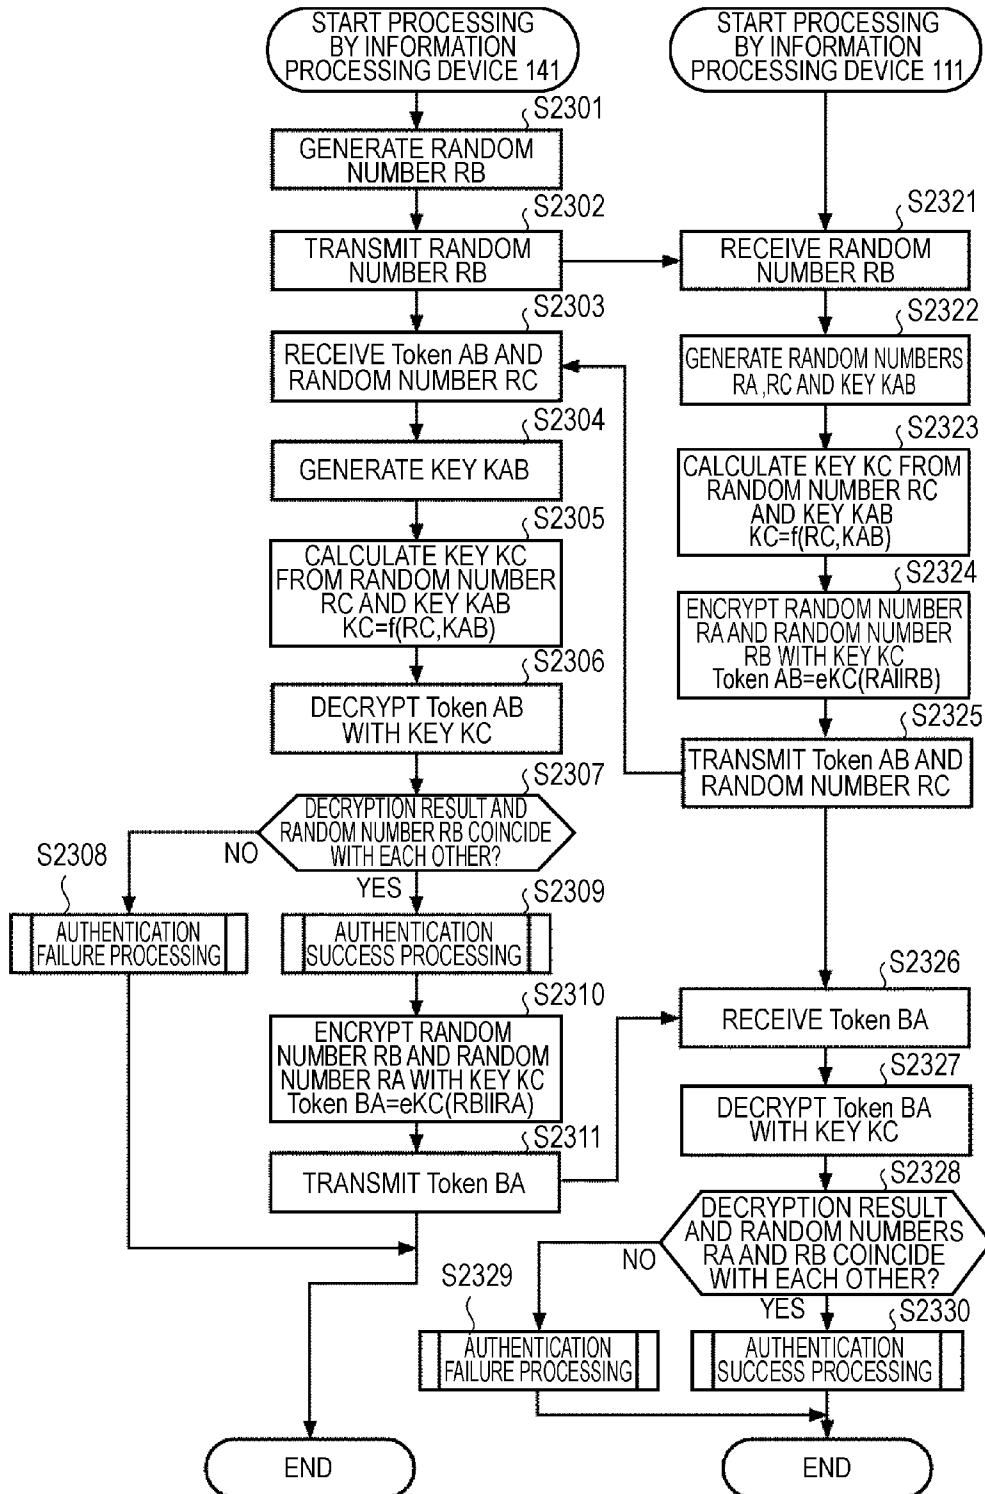 START PROCESSING
BY INFORMATION
PROCESSING DEVICE 141
S2301
GENERATE RANDOM
NUMBER RB
S2302
TRANSMIT RANDOM
NUMBER RB
S2303
RECEIVE Token AB AND
RANDOM NUMBER RC
S2304
GENERATE KEY KAB
S2305
CALCULATE KEY KC
FROM RANDOM NUMBER
RC AND KEY KAB
KC=f(RC,KAB)
S2306
DECRYPT Token AB
WITH KEY KC
S2307
DECRYPTION RESULT AND
RANDOM NUMBER RB COINCIDE
WITH EACH OTHER?
NO
YES
S2308
AUTHENTICATION
FAILURE PROCESSING
S2309
AUTHENTICATION
SUCCESS PROCESSING
S2310
ENCRYPT RANDOM
NUMBER RB AND RANDOM
NUMBER RA WITH KEY KC
Token BA=eKC(RBIIRA)
S2311
TRANSMIT Token BA
END
START PROCESSING
BY INFORMATION
PROCESSING DEVICE 111
S2321
RECEIVE RANDOM
NUMBER RB
S2322
GENERATE RANDOM NUMBERS
RA ,RC AND KEY KAB
S2323
CALCULATE KEY KC FROM
RANDOM NUMBER RC
AND KEY KAB
KC=f(RC,KAB)
S2324
ENCRYPT RANDOM NUMBER
RA AND RANDOM NUMBER
RB WITH KEY KC
Token AB=eKC(RAIIRB)
S2325
TRANSMIT Token AB AND
RANDOM NUMBER RC
S2326
RECEIVE Token BA
S2327
DECRYPT Token BA
WITH KEY KC
S2328
DECRYPTION RESULT
AND RANDOM NUMBERS
RA AND RB COINCIDE
WITH EACH OTHER?
NO
YES
S2329
AUTHENTICATION
FAILURE PROCESSING
S2330
AUTHENTICATION
SUCCESS PROCESSING
END